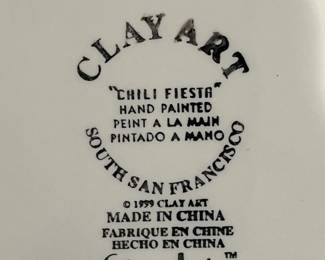 CLAY ART
"CHILI FIESTA"
HAND PAINTED
PEINT A LA MAIN
PINTADO A MANO
SOUTH SAN FRANCISCO
© 1999 CLAY ART
MADE IN CHINA
FABRIQUE EN CHINE
HECHO EN CHINA
™